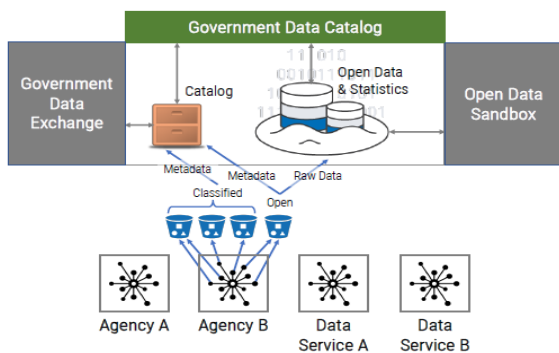 Government Data Catalog
Government
Data
Exchange
Catalog
Open Data
& Statistics
Open Data
Sandbox
Metadata
Metadata
Raw Data
Classified
Open
Agency A
Agency B
Data
Service A
Data
Service B